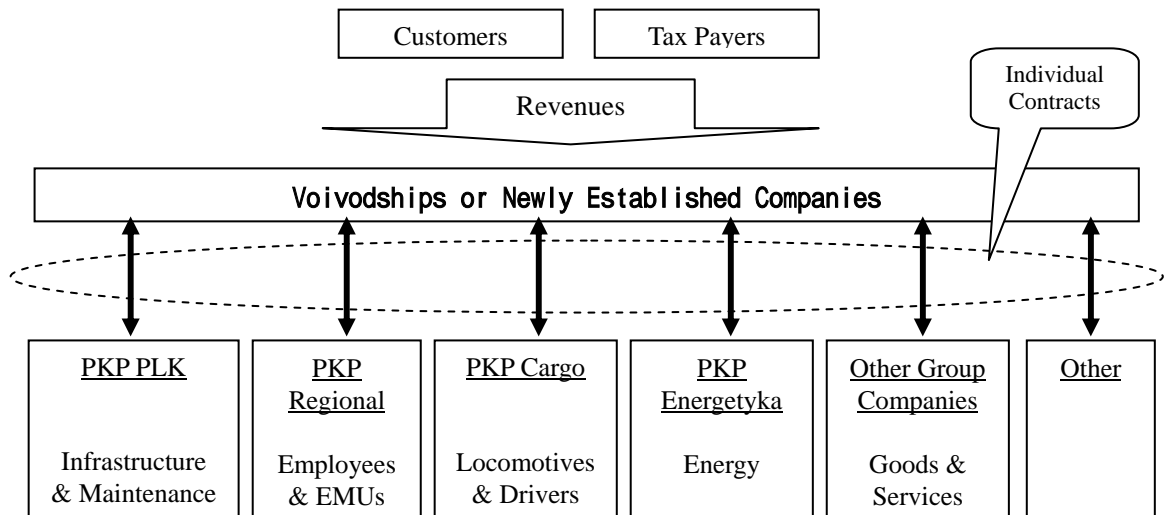 Customers
Tax Payers
Individual
Contracts
Revenues
Voivodships or Newly Established Companies
PKP PLK
Infrastructure
& Maintenance
PKP
Regional
Employees
& EMUs
PKP Cargo
Locomotives
& Drivers
PKP
Energetyka
Energy
Other Group
Companies
Goods &
Services
Other